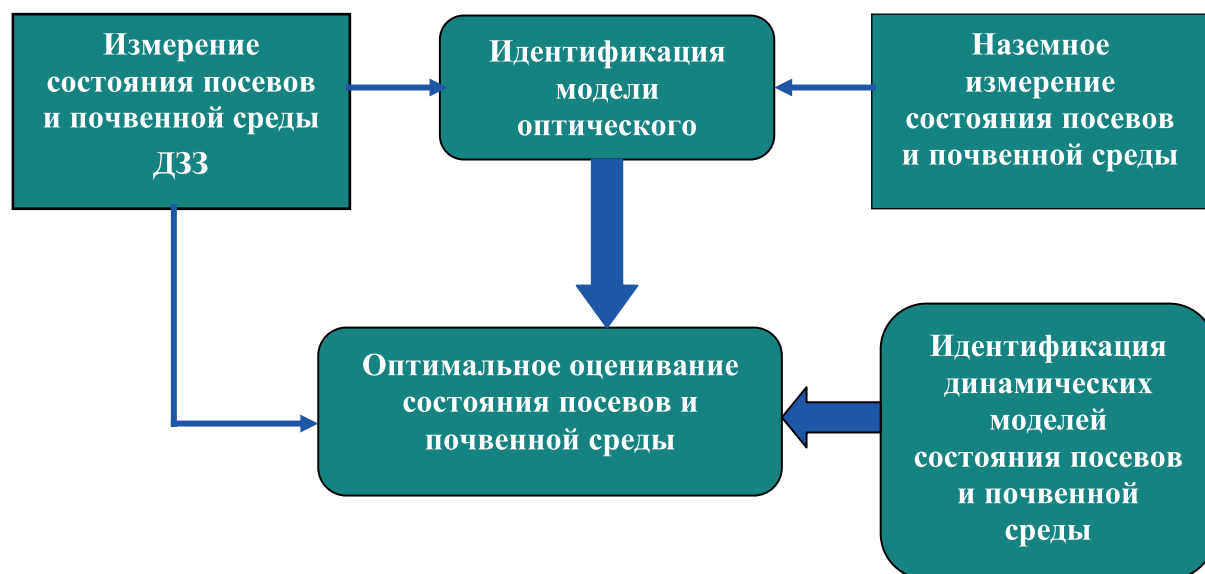 Измерение
состояния посевов
и почвенной среды
ДЗЗ
Идентификация
модели
оптического
Наземное
измерение
состояния посевов
и почвенной среды
Оптимальное оценивание
состояния посевов и
почвенной среды
Идентификация
динамических
моделей
состояния посевов
и почвенной
среды